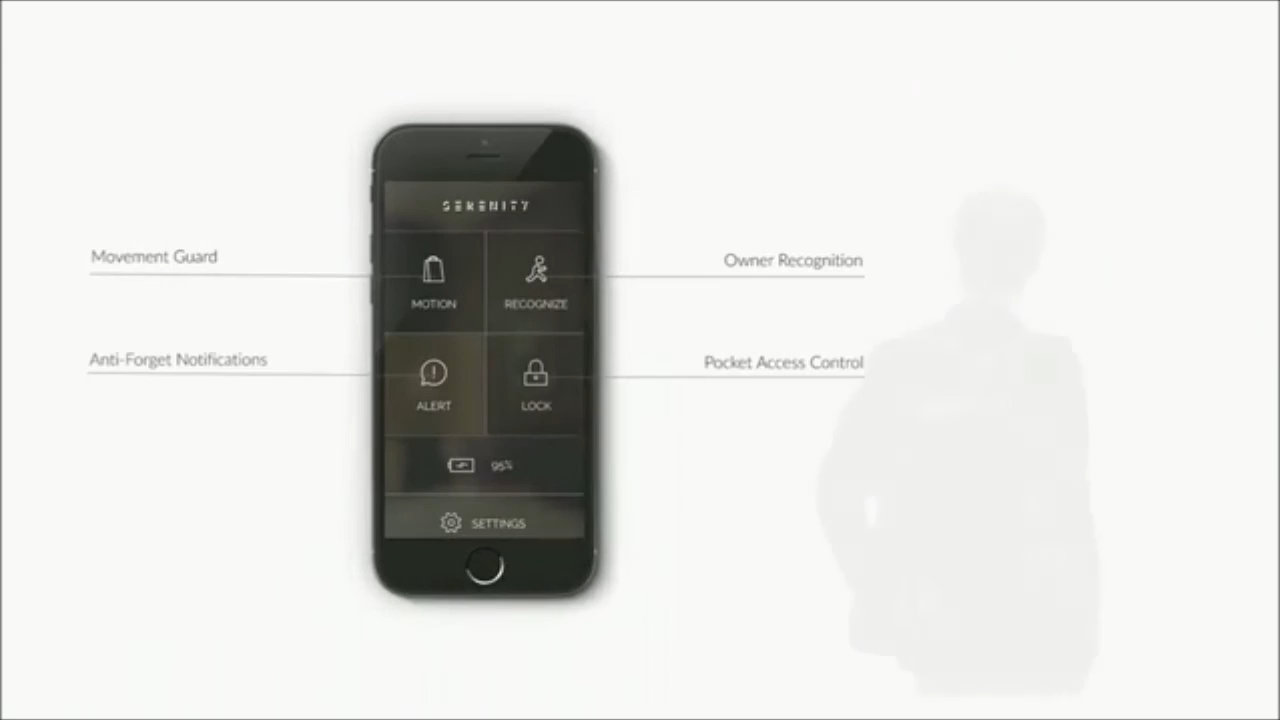 SERENITY
Movement Guard
Owner Recognition
MOTION
RECOGNIZE
Anti-Forget Notifications
Pocket Access Control
ALERT
LOCK
95%
SETTINGS